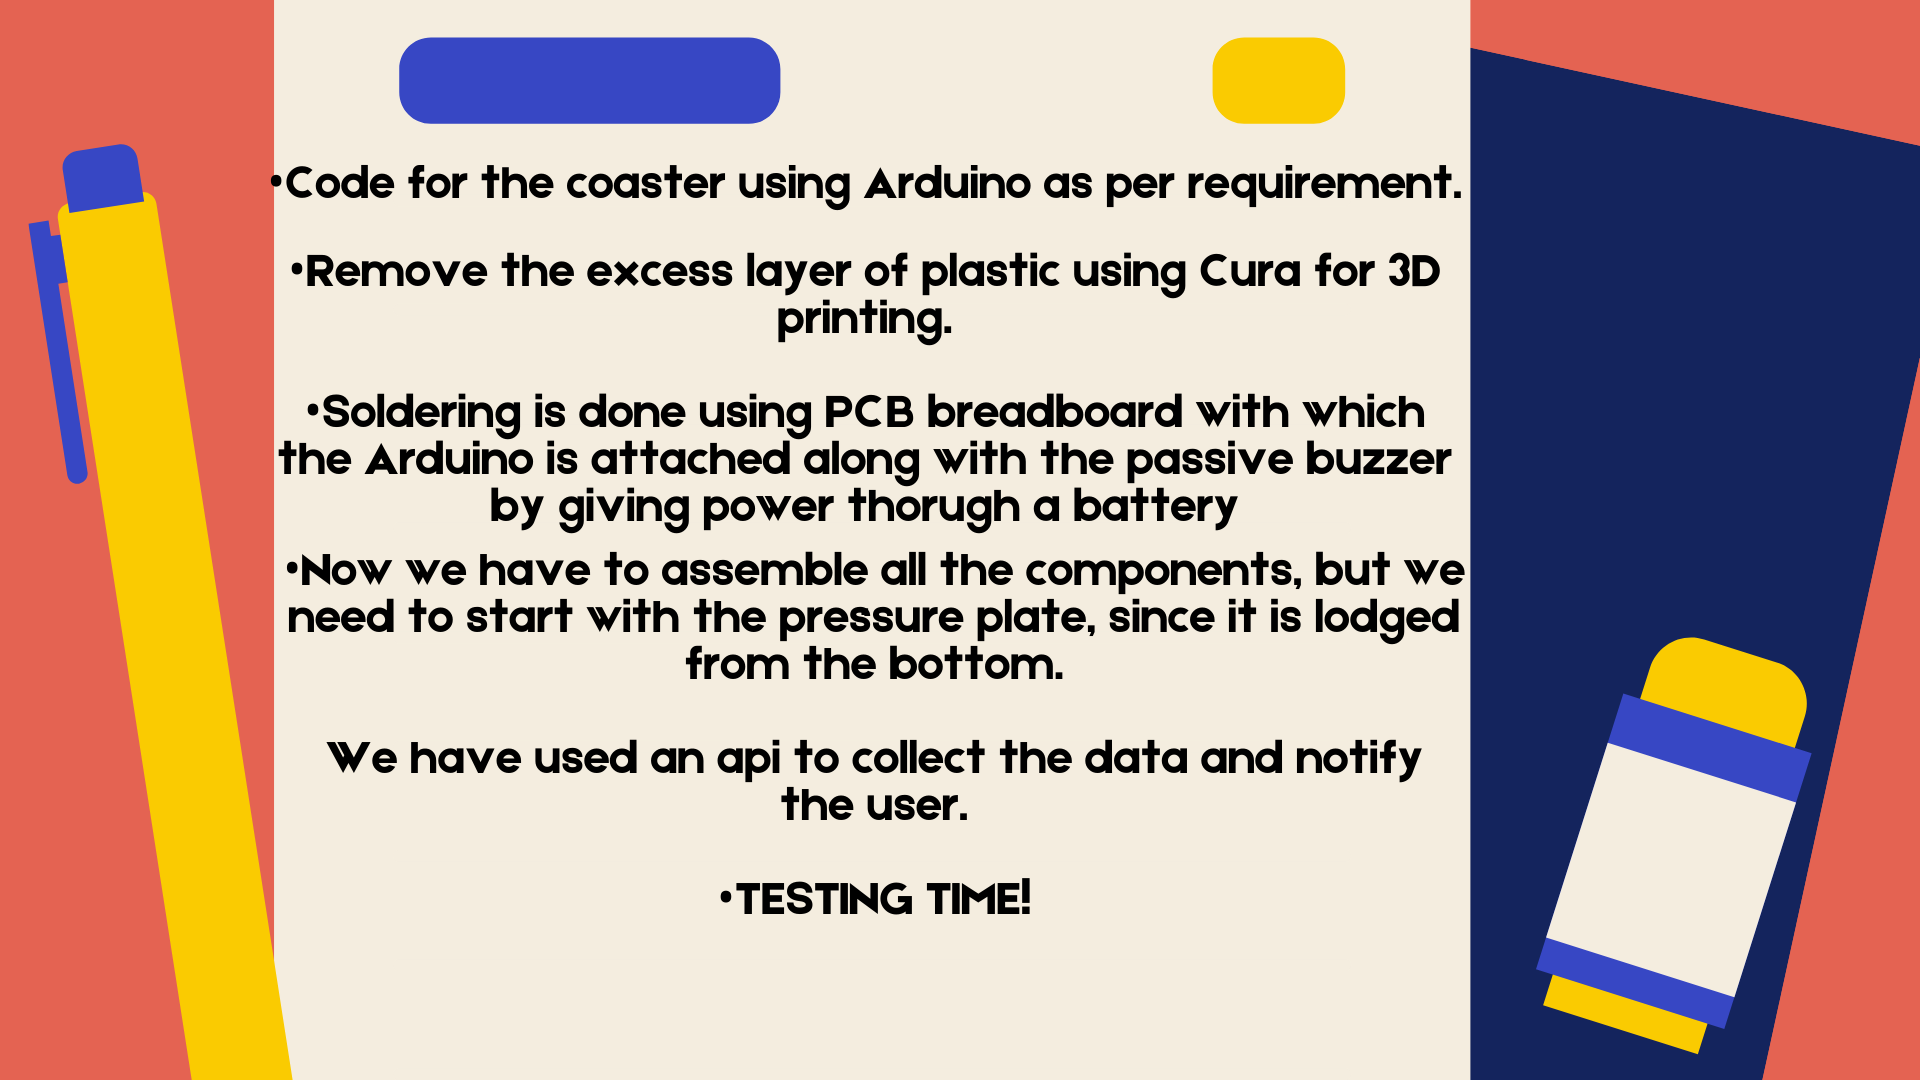 •Code for the coaster using Arduino as per requirement.
•Remove the excess layer of plastic using Cura for 3D
printing.
•Soldering is done using PCB breadboard with which
the Arduino is attached along with the passive buzzer
by giving power thorugh a battery
•Now we have to assemble all the components, but we
need to start with the pressure plate, since it is lodged
from the bottom.
We have used an api to collect the data and notify
the user.
•TESTING TIME!